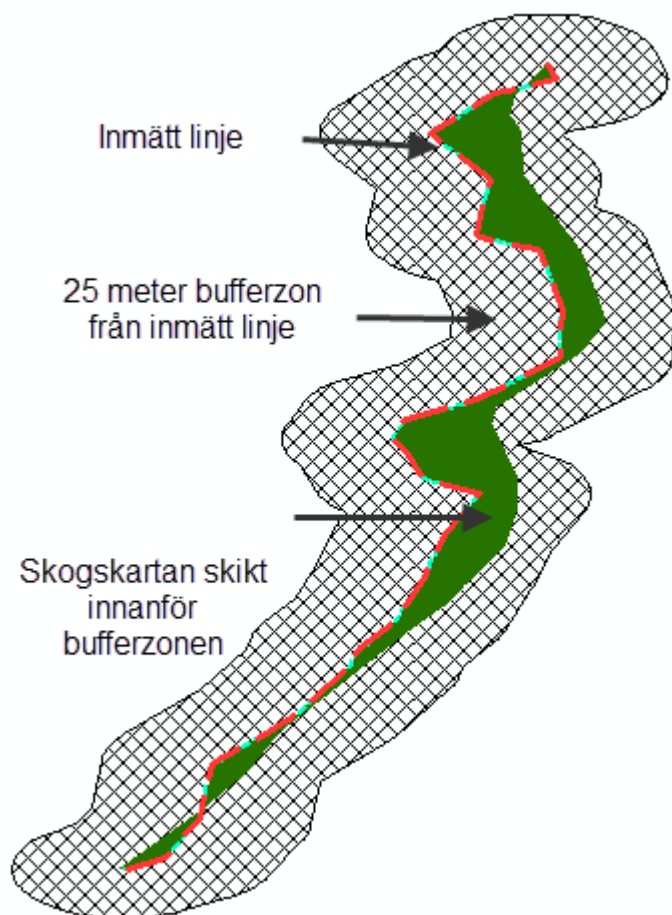 Inmätt linje
25 meter bufferzon
från inmätt linje
Skogskartan skikt
innanför
bufferzonen